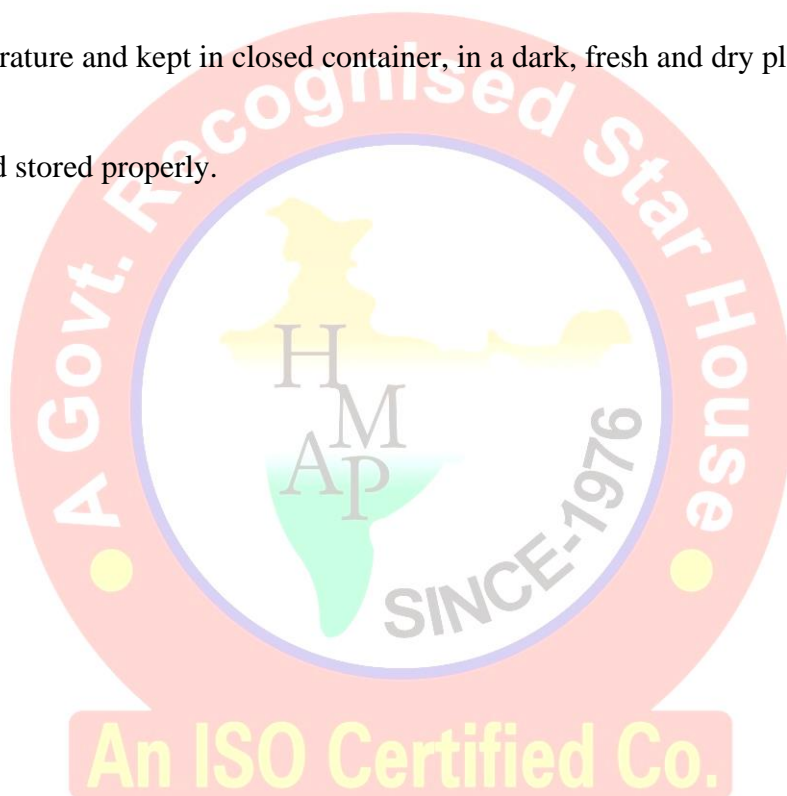 rature and kept in closed container, in a dark, fresh and dry pl
d stored properly.
A Govt. Recognised Star House
H
M
A
P
SINCE-1976
An ISO Certified Co.